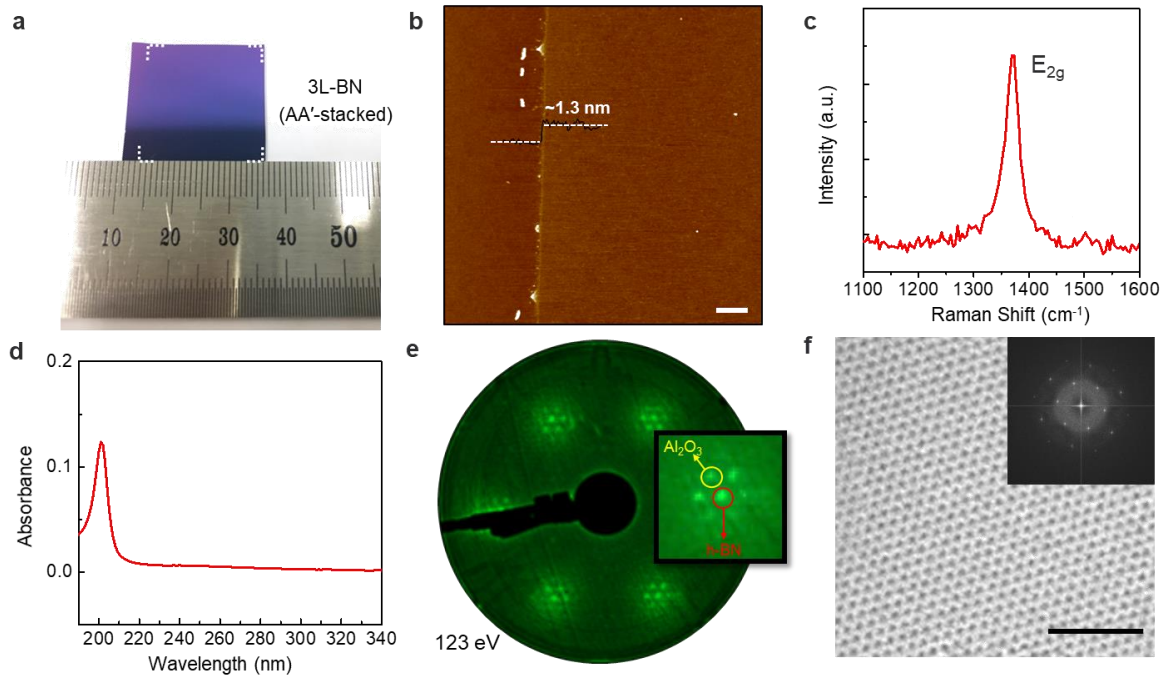 a
3L-BN
(AA′-stacked)
10 20 30 40 50
b
~1.3 nm
c
E2g
Intensity (a.u.)
1100 1200 1300 1400 1500 1600
Raman Shift (cm-1)
d
0.2
0.1
0.0
Absorbance
200 220 240 260 280 300 320 340
Wavelength (nm)
e
Al2O3
h-BN
123 eV
f